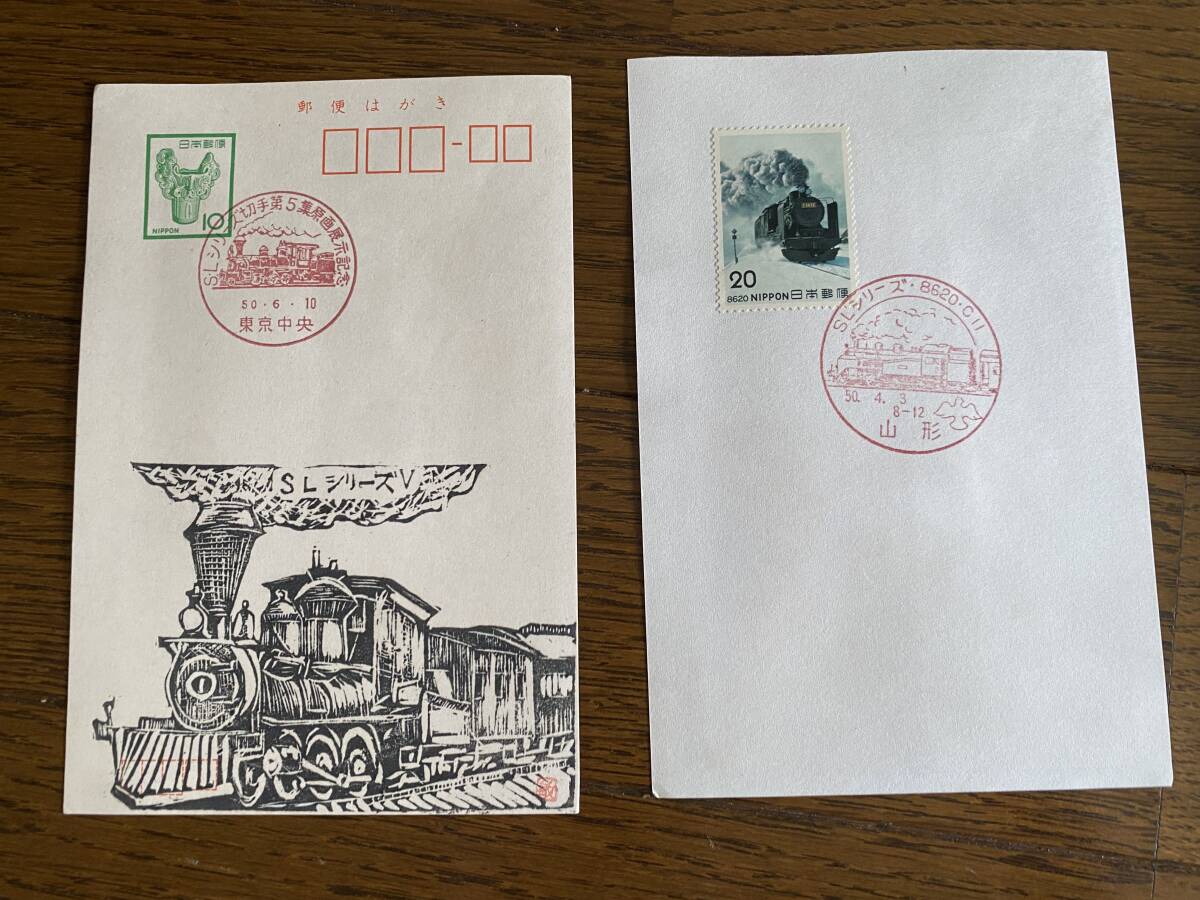 郵便はがき
日本郵便
10
NIPPON
SLシリーズ切手第5集原画展示記念
50・6・10
東京中央
SLシリーズV
20
8620 NIPPON 日本郵便
SLシリーズ・8620・C11
50. 4. 3
8-12
山形